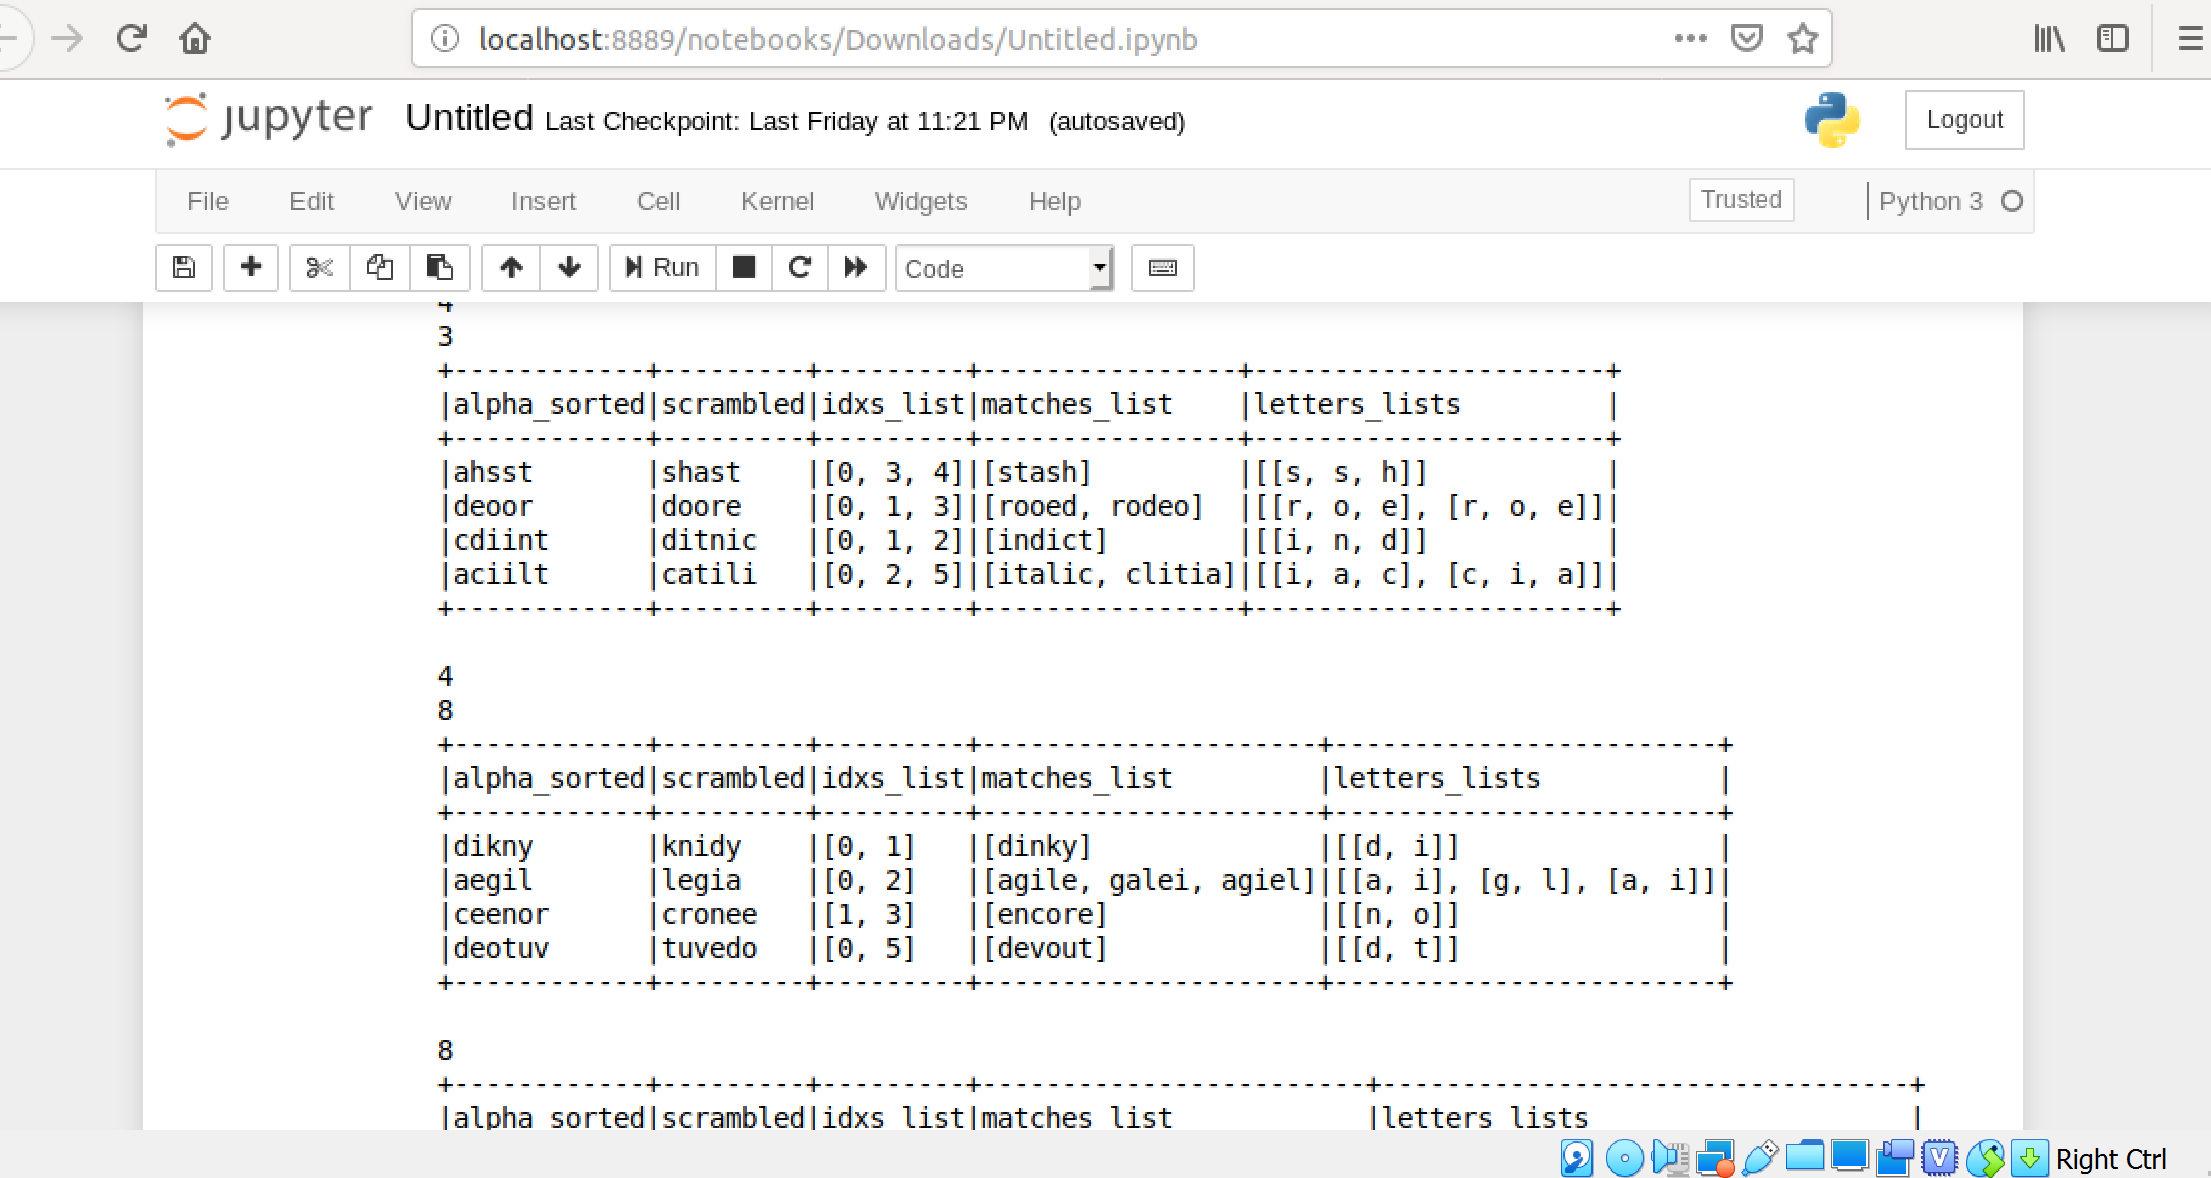 localhost:8889/notebooks/Downloads/Untitled.ipynb
jupyter Untitled Last Checkpoint: Last Friday at 11:21 PM (autosaved) Logout
File Edit View Insert Cell Kernel Widgets Help Trusted | Python 3
Run Code
4
3
+------------+---------+---------+----------------+----------------------+
|alpha_sorted|scrambled|idxs_list|matches_list    |letters_lists         |
+------------+---------+---------+----------------+----------------------+
|ahsst       |shast    |[0, 3, 4]|[stash]         |[[s, s, h]]           |
|deoor       |doore    |[0, 1, 3]|[rooed, rodeo]  |[[r, o, e], [r, o, e]]|
|cdiint      |ditnic   |[0, 1, 2]|[indict]        |[[i, n, d]]           |
|aciilt      |catili   |[0, 2, 5]|[italic, clitia]|[[i, a, c], [c, i, a]]|
+------------+---------+---------+----------------+----------------------+
4
8
+------------+---------+---------+---------------------+------------------------+
|alpha_sorted|scrambled|idxs_list|matches_list         |letters_lists           |
+------------+---------+---------+---------------------+------------------------+
|dikny       |knidy    |[0, 1]   |[dinky]              |[[d, i]]                |
|aegil       |legia    |[0, 2]   |[agile, galei, agiel]|[[a, i], [g, l], [a, i]]|
|ceenor      |cronee   |[1, 3]   |[encore]             |[[n, o]]                |
|deotuv      |tuvedo   |[0, 5]   |[devout]             |[[d, t]]                |
+------------+---------+---------+---------------------+------------------------+
8
+------------+---------+---------+------------------------+---------------------------------+
|alpha_sorted|scrambled|idxs_list|matches_list            |letters_lists                    |
Right Ctrl